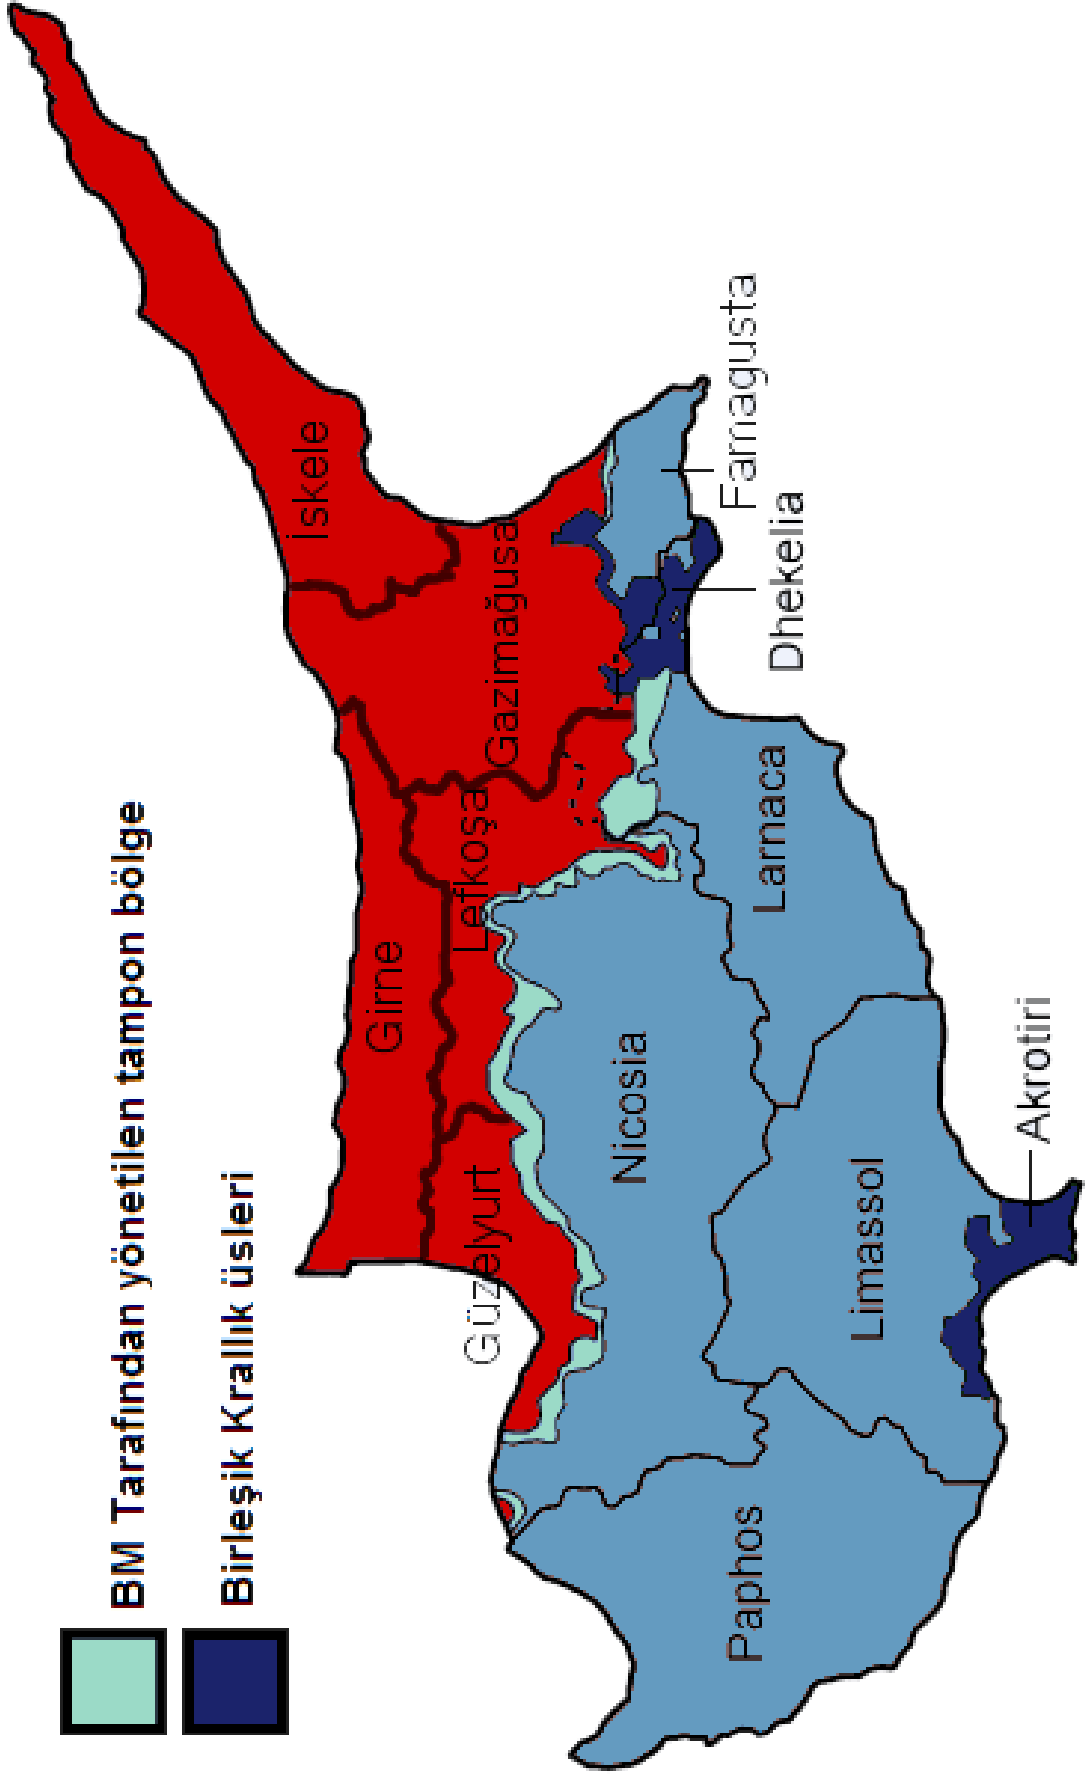 BM Tarafından yönetilen tampon bölge
Birleşik Krallık üsleri
İskele
Girne
Gazimağusa
Lefkoşa
Güzelyurt
Nicosia
Famagusta
Dhekelia
Larnaca
Limassol
Paphos
Akrotiri